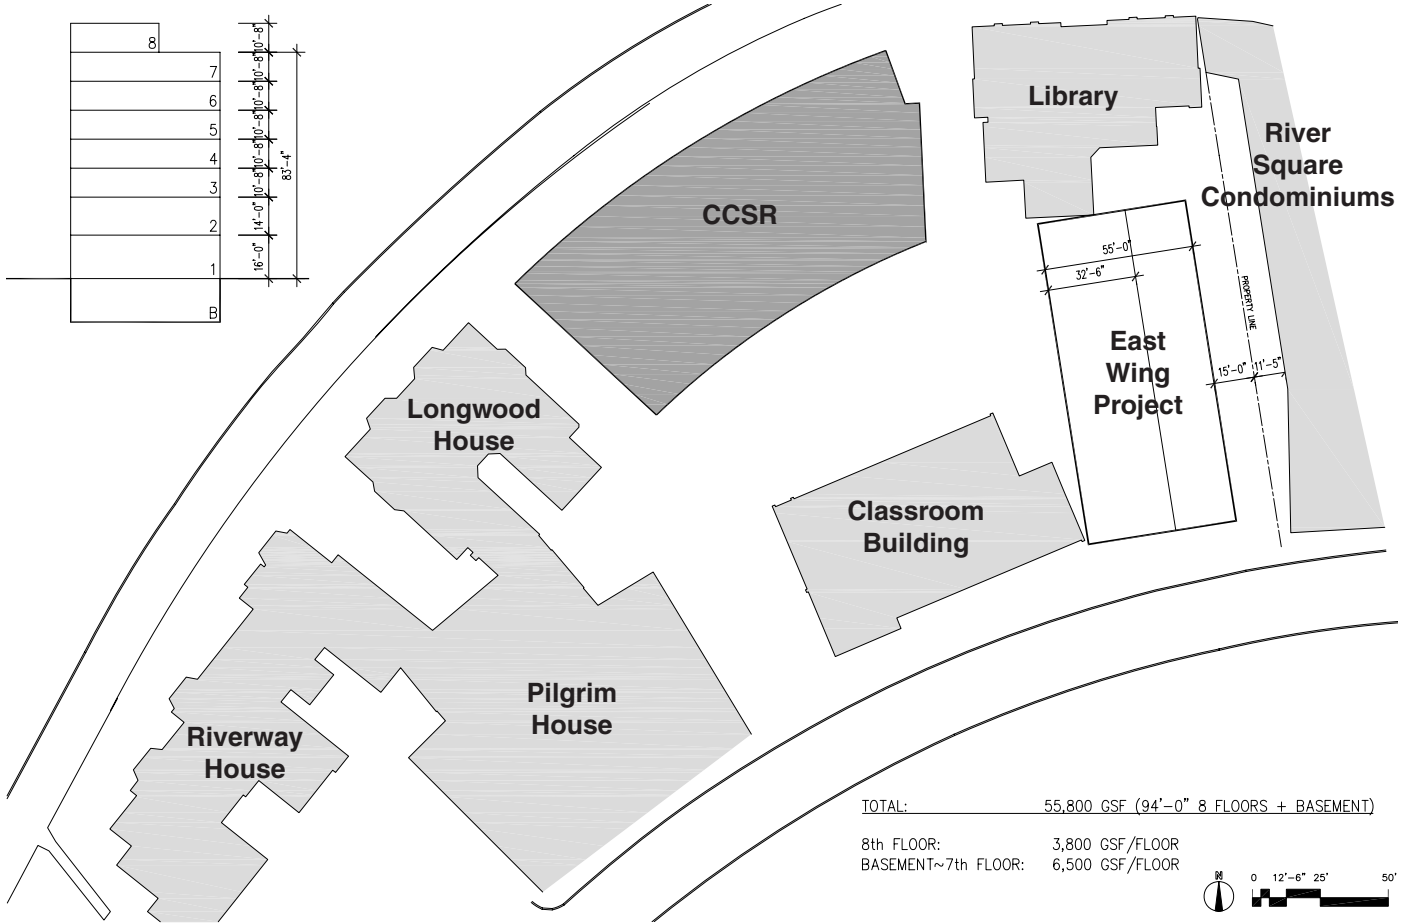 8
7
6
5
4
3
2
1
B
10'-8"
10'-8"
10'-8"
10'-8"
10'-8"
10'-8"
14'-0"
16'-0"
83'-4"
CCSR
Library
River
Square
Condominiums
55'-0"
32'-6"
PROPERTY LINE
East
Wing
Project
15'-0"
11'-5"
Longwood
House
Classroom
Building
Pilgrim
House
Riverway
House
TOTAL: 55,800 GSF (94'-0" 8 FLOORS + BASEMENT)
8th FLOOR: 3,800 GSF/FLOOR
BASEMENT~7th FLOOR: 6,500 GSF/FLOOR
N
0 12'-6" 25' 50'